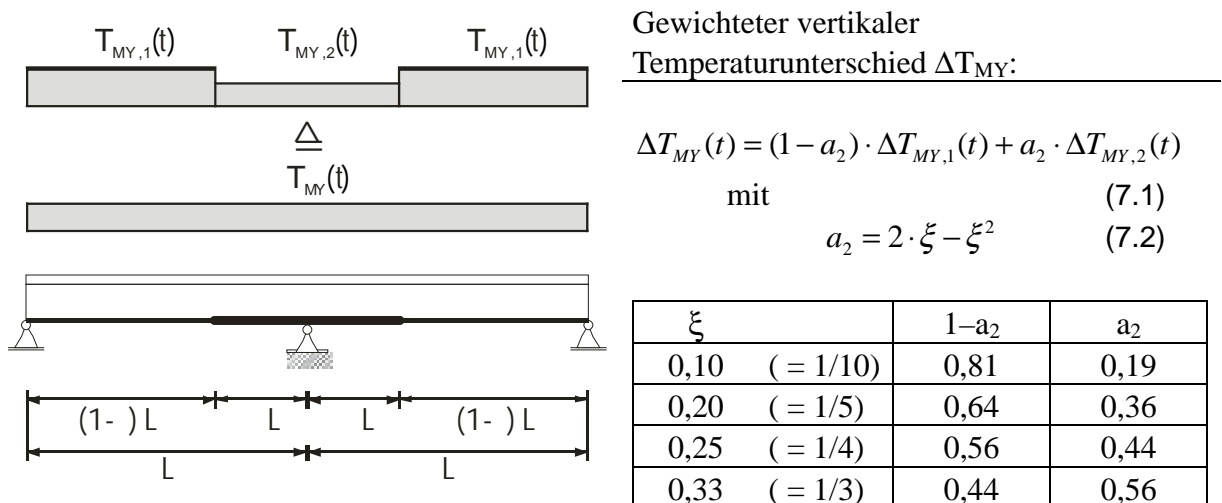 T_MY,1(t) T_MY,2(t) T_MY,1(t)
≙
T_MY(t)
(1- ) L L L (1- ) L
L L
Gewichteter vertikaler
Temperaturunterschied ΔT_MY:
ΔT_MY(t) = (1 − a₂) · ΔT_MY,1(t) + a₂ · ΔT_MY,2(t)
mit (7.1)
a₂ = 2 · ξ − ξ² (7.2)
ξ 1–a₂ a₂
0,10 ( = 1/10) 0,81 0,19
0,20 ( = 1/5) 0,64 0,36
0,25 ( = 1/4) 0,56 0,44
0,33 ( = 1/3) 0,44 0,56